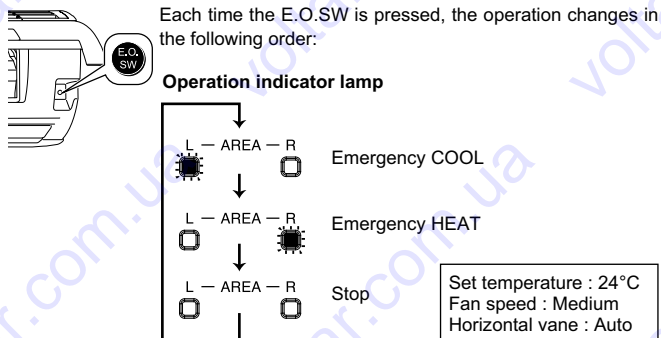 Each time the E.O.SW is pressed, the operation changes in
the following order:
E.O.
SW
Operation indicator lamp
L — AREA — R
Emergency COOL
L — AREA — R
Emergency HEAT
L — AREA — R
Stop
Set temperature : 24°C
Fan speed : Medium
Horizontal vane : Auto